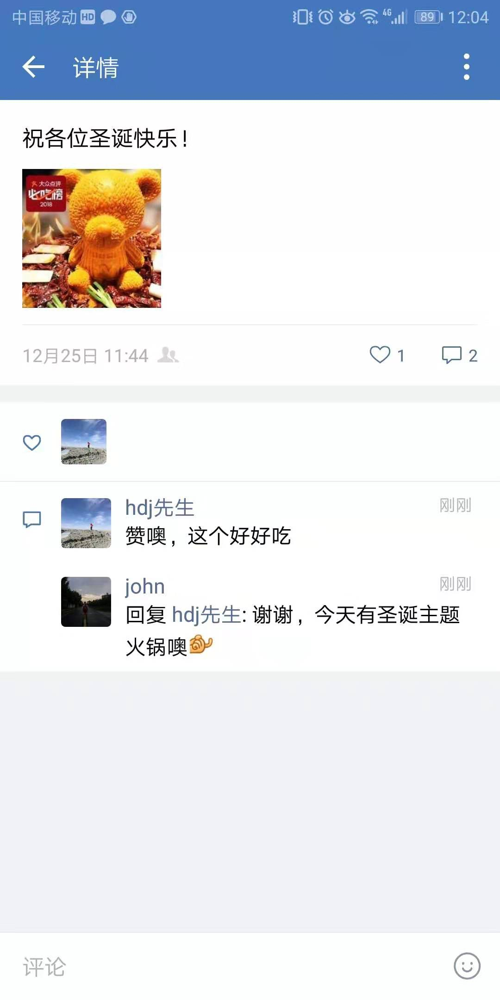 中国移动 HD 4G 89 12:04
详情
祝各位圣诞快乐！
大众点评
必吃榜
2018
12月25日 11:44 1 2
hdj先生 刚刚
赞噢，这个好好吃
john 刚刚
回复 hdj先生: 谢谢，今天有圣诞主题
火锅噢
评论